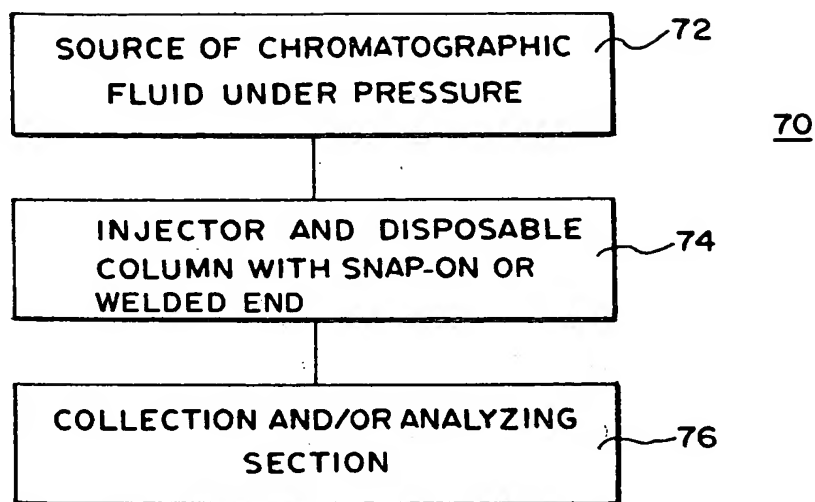 SOURCE OF CHROMATOGRAPHIC
FLUID UNDER PRESSURE
72
70
INJECTOR AND DISPOSABLE
COLUMN WITH SNAP-ON OR
WELDED END
74
COLLECTION AND/OR ANALYZING
SECTION
76